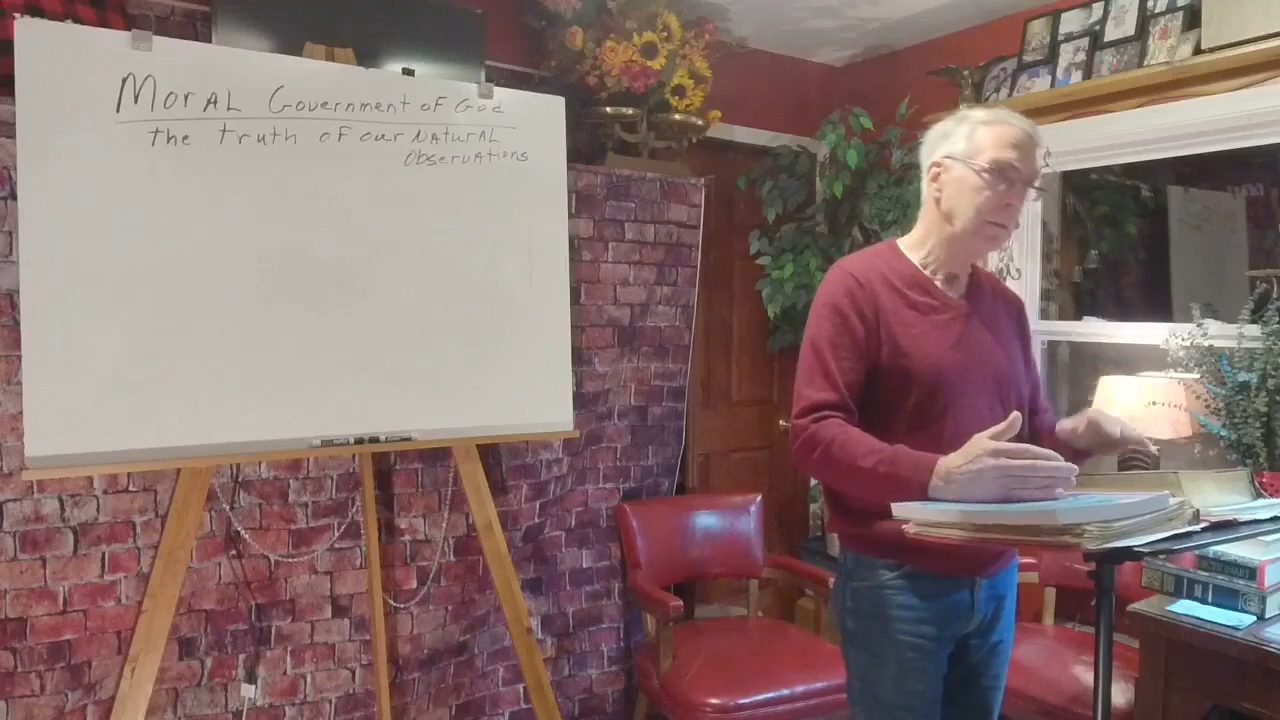 Moral Government of God
the truth of our Natural
Observations